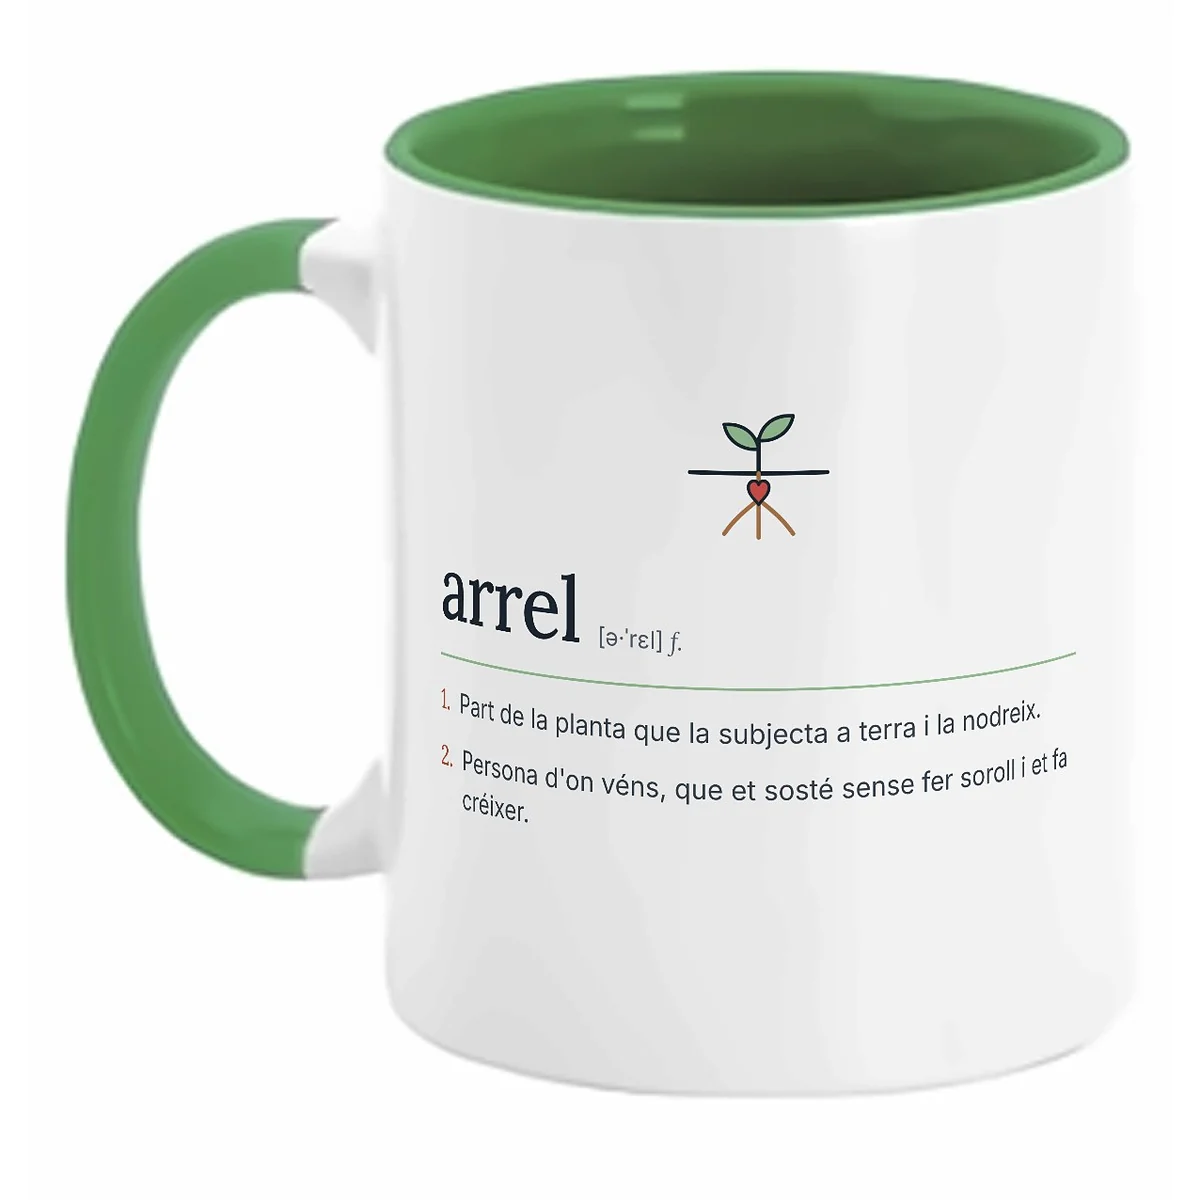 arrel [ə·ˈrɛl] f.
1. Part de la planta que la subjecta a terra i la nodreix.
2. Persona d'on véns, que et sosté sense fer soroll i et fa
créixer.